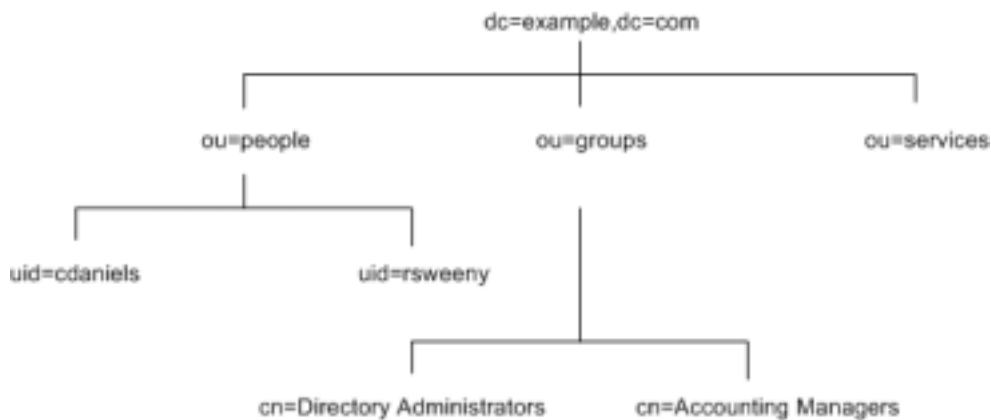 dc=example,dc=com
ou=people
ou=groups
ou=services
uid=cdaniels
uid=rsweeny
cn=Directory Administrators
cn=Accounting Managers